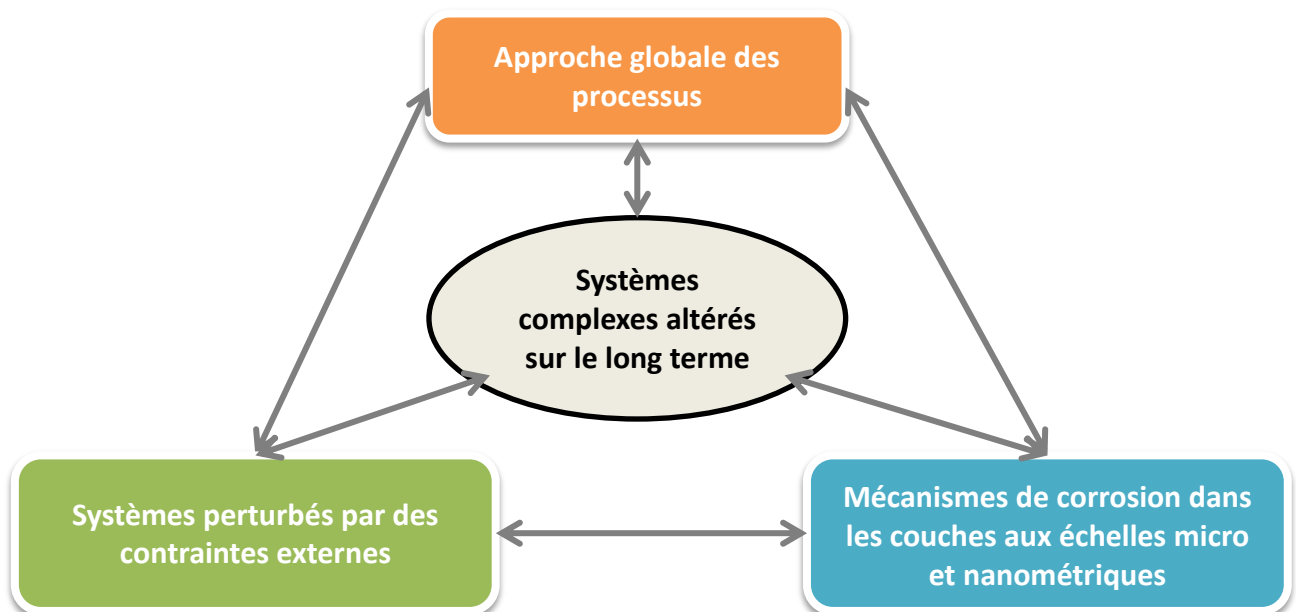 Approche globale des
processus
Systèmes
complexes altérés
sur le long terme
Systèmes perturbés par des
contraintes externes
Mécanismes de corrosion dans
les couches aux échelles micro
et nanométriques